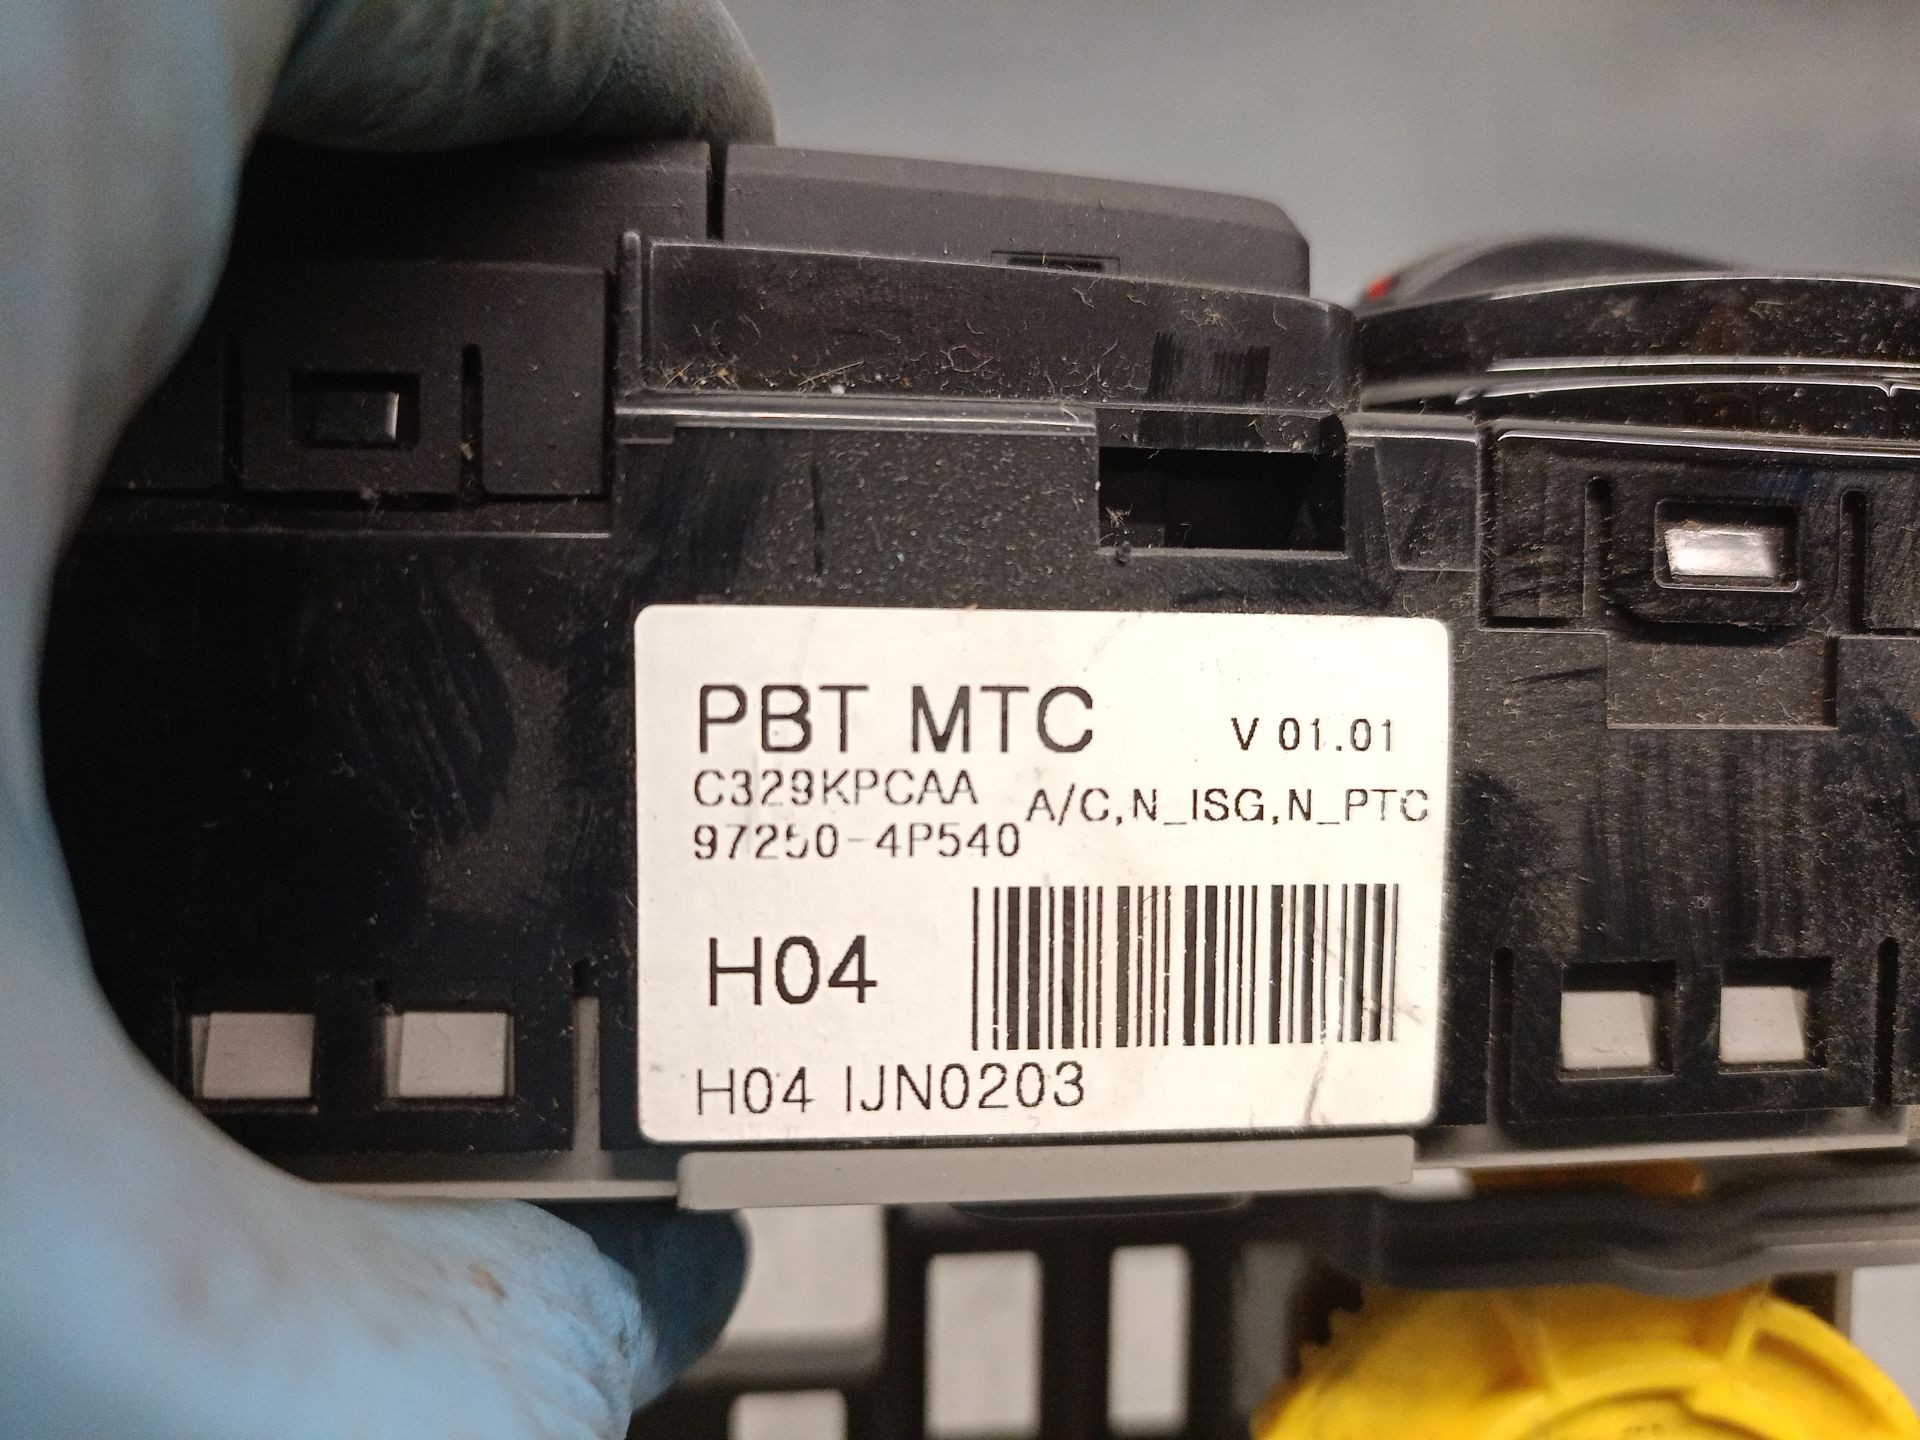 PBT MTC V 01.01
C329KPCAA A/C,N_ISG,N_PTC
97250-4P540
H04
H04 IJN0203